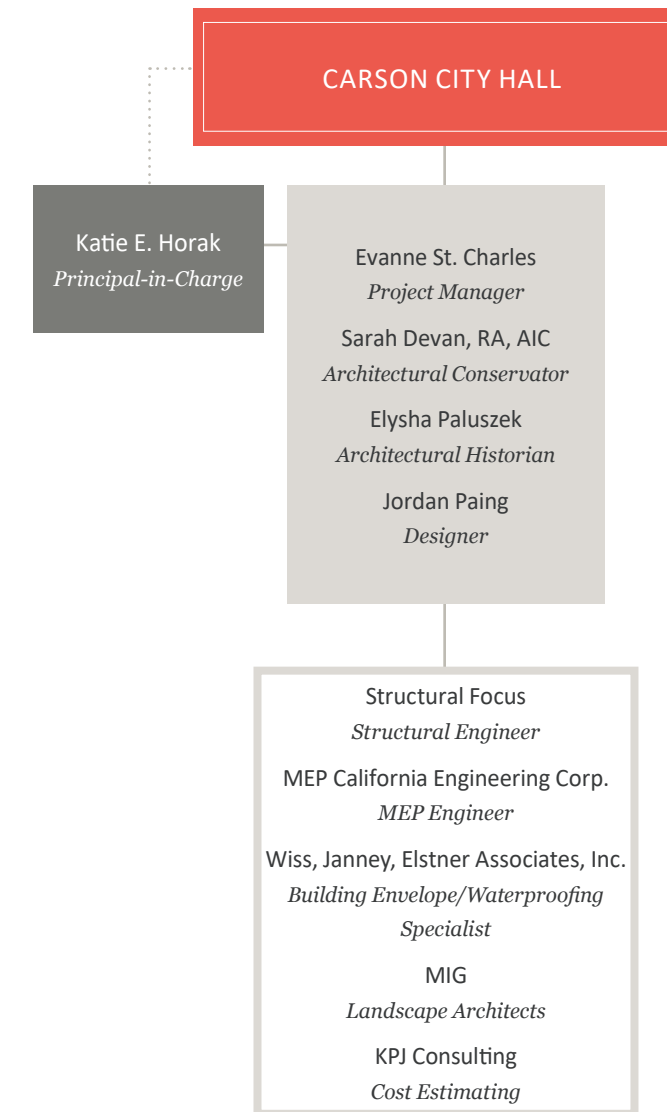 CARSON CITY HALL
Katie E. Horak
Principal-in-Charge
Evanne St. Charles
Project Manager
Sarah Devan, RA, AIC
Architectural Conservator
Elysha Paluszek
Architectural Historian
Jordan Paing
Designer
Structural Focus
Structural Engineer
MEP California Engineering Corp.
MEP Engineer
Wiss, Janney, Elstner Associates, Inc.
Building Envelope/Waterproofing
Specialist
MIG
Landscape Architects
KPJ Consulting
Cost Estimating